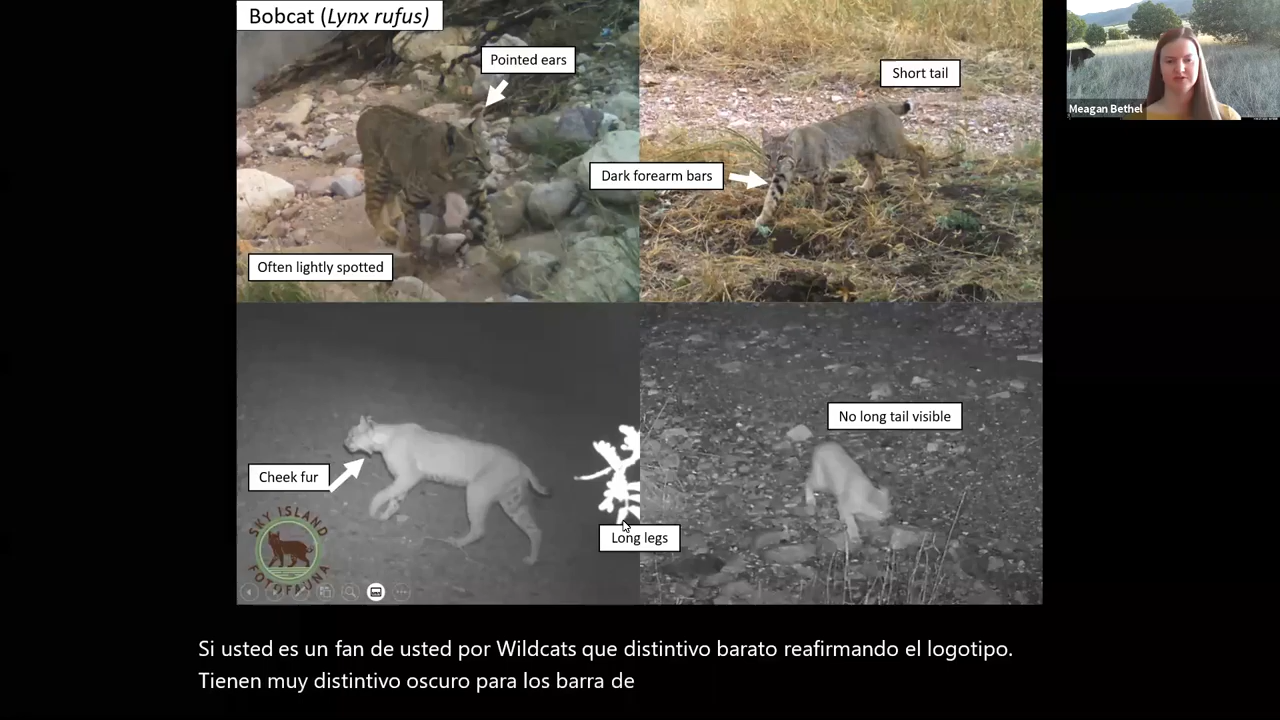 Bobcat (Lynx rufus)
Pointed ears
Short tail
Meagan Bethel
Dark forearm bars
Often lightly spotted
No long tail visible
Cheek fur
Long legs
SKY ISLAND
FOTOFAUNA
Si usted es un fan de usted por Wildcats que distintivo barato reafirmando el logotipo.
Tienen muy distintivo oscuro para los barra de